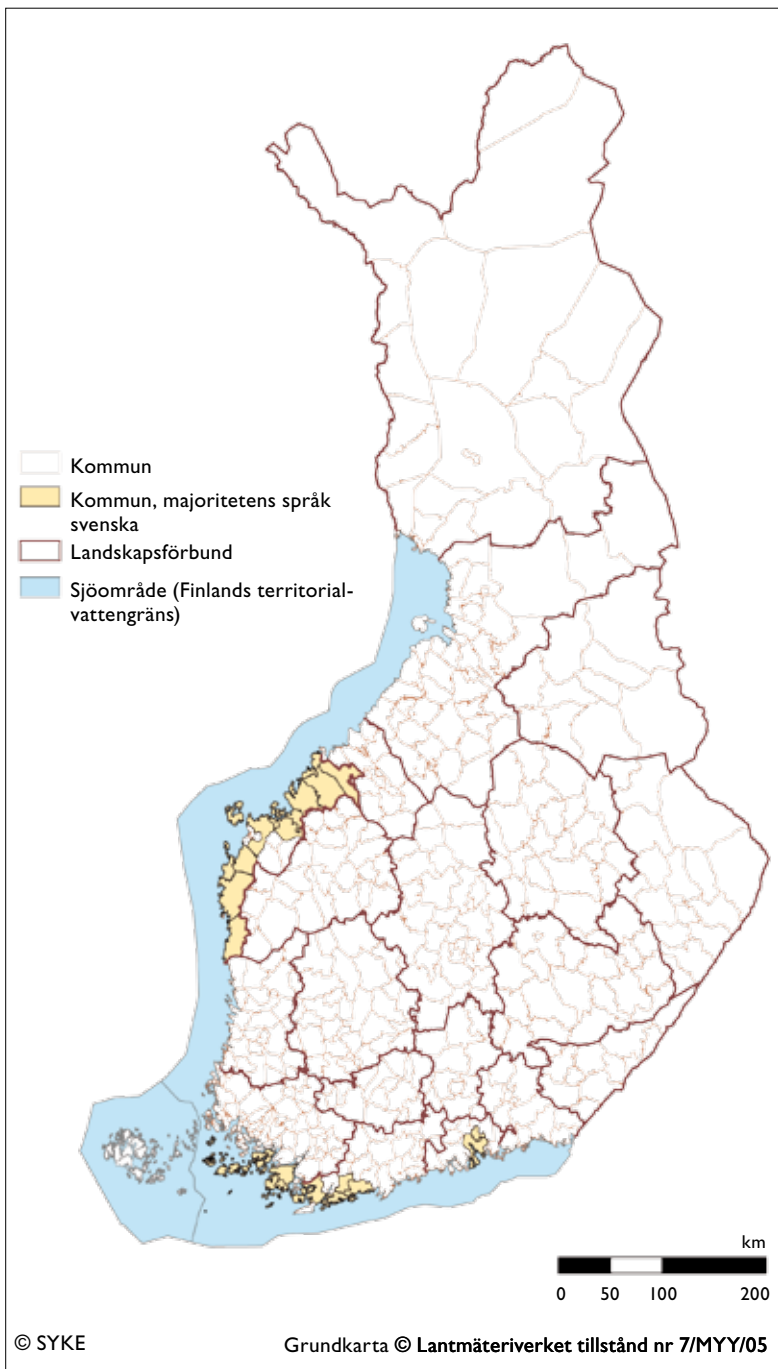 Kommun
Kommun, majoritetens språk
svenska
Landskapsförbund
Sjöområde (Finlands territorial-
vattengräns)
km
0 50 100 200
© SYKE
Grundkarta © Lantmäteriverket tillstånd nr 7/MYY/05